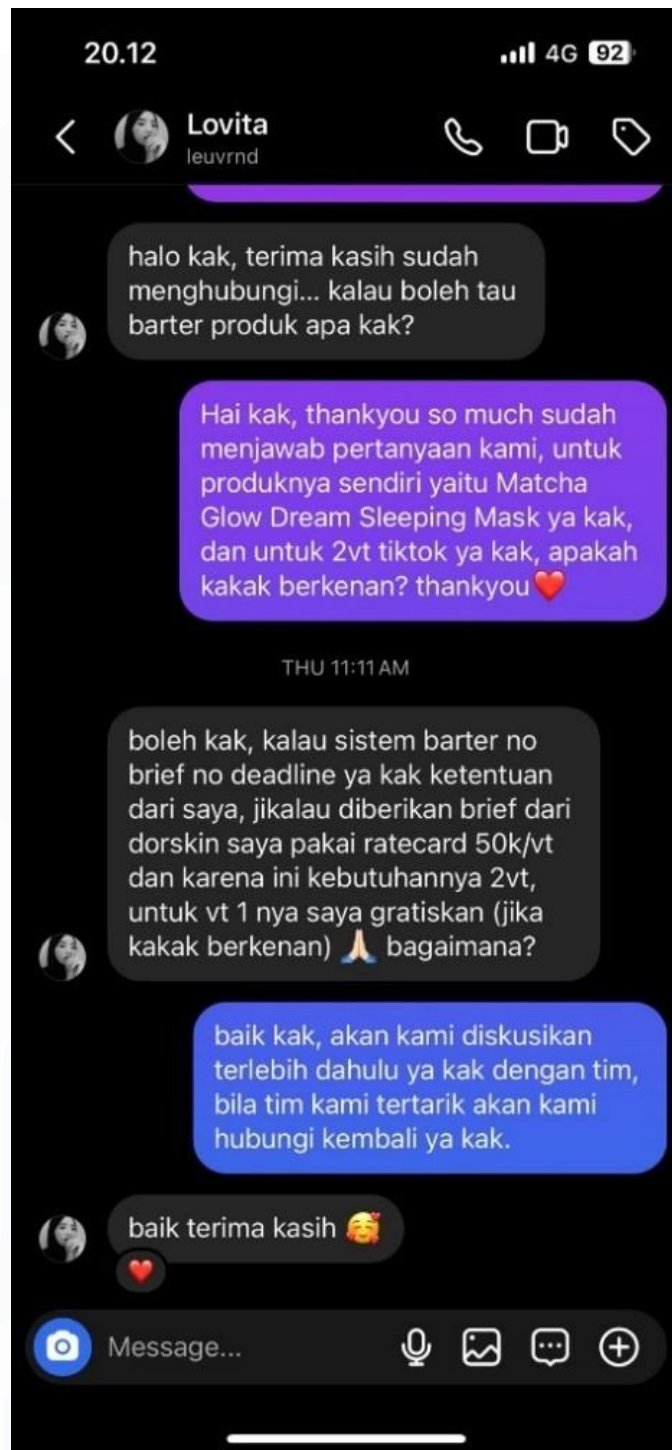 20.12
4G 92
Lovita
leuvrnd
halo kak, terima kasih sudah
menghubungi... kalau boleh tau
barter produk apa kak?
Hai kak, thankyou so much sudah
menjawab pertanyaan kami, untuk
produknya sendiri yaitu Matcha
Glow Dream Sleeping Mask ya kak,
dan untuk 2vt tiktok ya kak, apakah
kakak berkenan? thankyou❤️
THU 11:11 AM
boleh kak, kalau sistem barter no
brief no deadline ya kak ketentuan
dari saya, jikalau diberikan brief dari
dorskin saya pakai ratecard 50k/vt
dan karena ini kebutuhannya 2vt,
untuk vt 1 nya saya gratiskan (jika
kakak berkenan) 🙏🏻 bagaimana?
baik kak, akan kami diskusikan
terlebih dahulu ya kak dengan tim,
bila tim kami tertarik akan kami
hubungi kembali ya kak.
baik terima kasih 🥰
❤️
Message...